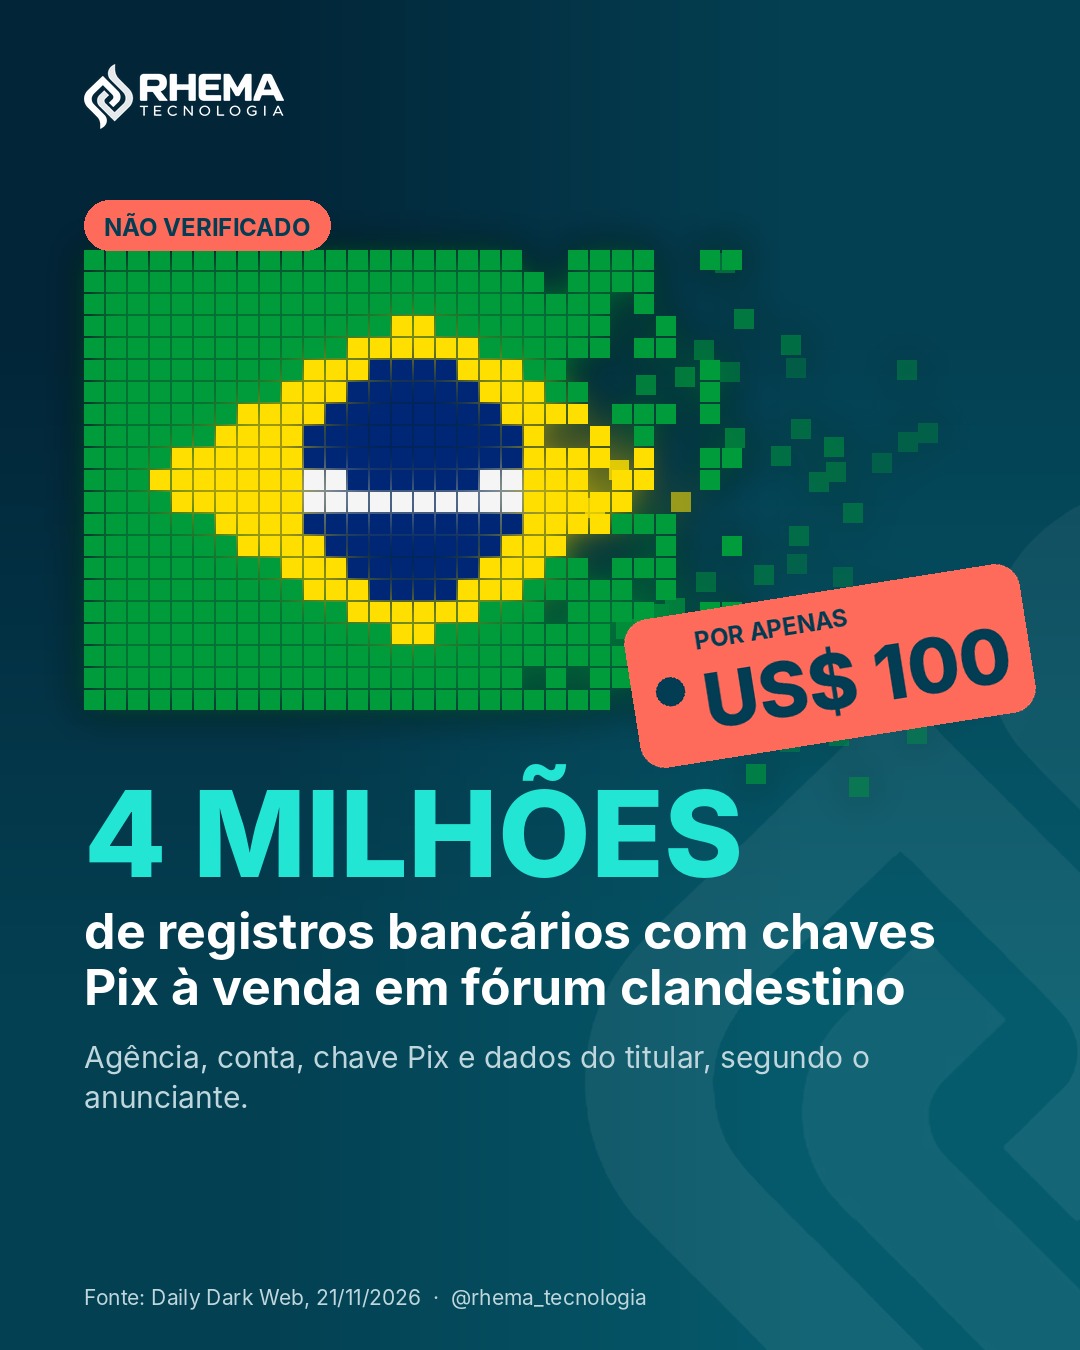 RHEMA
TECNOLOGIA
NÃO VERIFICADO
POR APENAS
US$ 100
4 MILHÕES
de registros bancários com chaves
Pix à venda em fórum clandestino
Agência, conta, chave Pix e dados do titular, segundo o
anunciante.
Fonte: Daily Dark Web, 21/11/2026 · @rhema_tecnologia